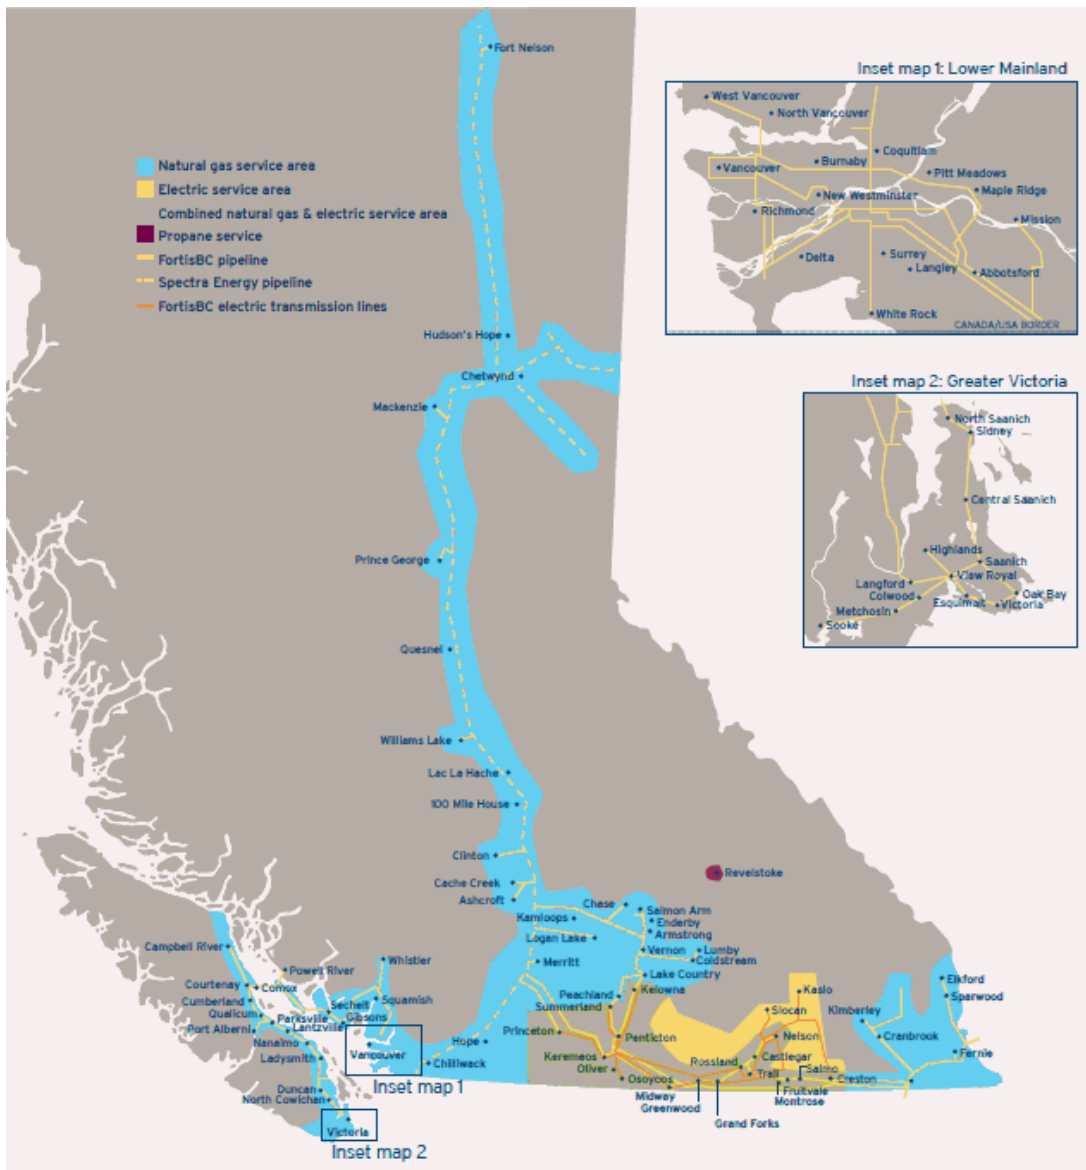 Fort Nelson
Inset map 1: Lower Mainland
West Vancouver
North Vancouver
Coquitlam
Burnaby
Vancouver
Pitt Meadows
Maple Ridge
New Westminster
Richmond
Mission
Surrey
Delta
Langley
Abbotsford
White Rock
CANADA/USA BORDER
Natural gas service area
Electric service area
Combined natural gas & electric service area
Propane service
FortisBC pipeline
Spectra Energy pipeline
FortisBC electric transmission lines
Hudson's Hope
Chetwynd
Mackenzie
Inset map 2: Greater Victoria
North Saanich
Sidney
Central Saanich
Highlands
Saanich
View Royal
Langford
Colwood
Esquimalt
Oak Bay
Victoria
Metchosin
Sooke
Prince George
Quesnel
Williams Lake
Lac La Hache
100 Mile House
Clinton
Cache Creek
Ashcroft
Revelstoke
Chase
Salmon Arm
Kamloops
Enderby
Armstrong
Logan Lake
Vernon
Lumby
Coldstream
Merritt
Lake Country
Kelowna
Peachland
Summerland
Princeton
Penticton
Keremeos
Oliver
Osoyoos
Midway
Greenwood
Grand Forks
Kaslo
Slocan
Nelson
Castlegar
Rossland
Trail
Salmo
Fruitvale
Montrose
Creston
Kimberley
Cranbrook
Elkford
Sparwood
Fernie
Campbell River
Powell River
Whistler
Courtenay
Comox
Cumberland
Sechelt
Squamish
Qualicum
Parksville
Gibsons
Port Alberni
Lantzville
Nanaimo
Vancouver
Hope
Chilliwack
Ladysmith
Inset map 1
Duncan
North Cowichan
Victoria
Inset map 2